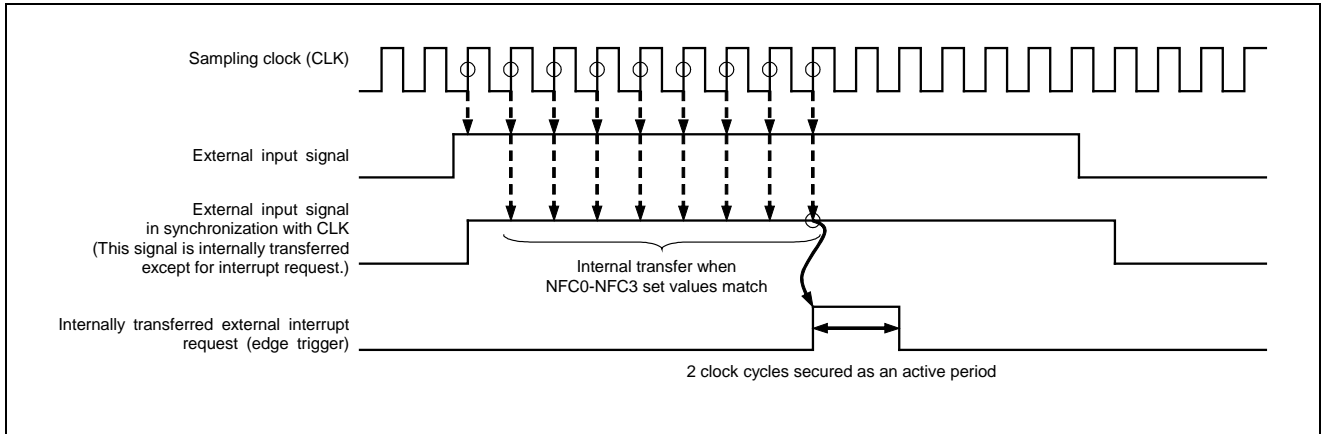 Sampling clock (CLK)
External input signal
External input signal
in synchronization with CLK
(This signal is internally transferred
except for interrupt request.)
Internal transfer when
NFC0-NFC3 set values match
Internally transferred external interrupt
request (edge trigger)
2 clock cycles secured as an active period